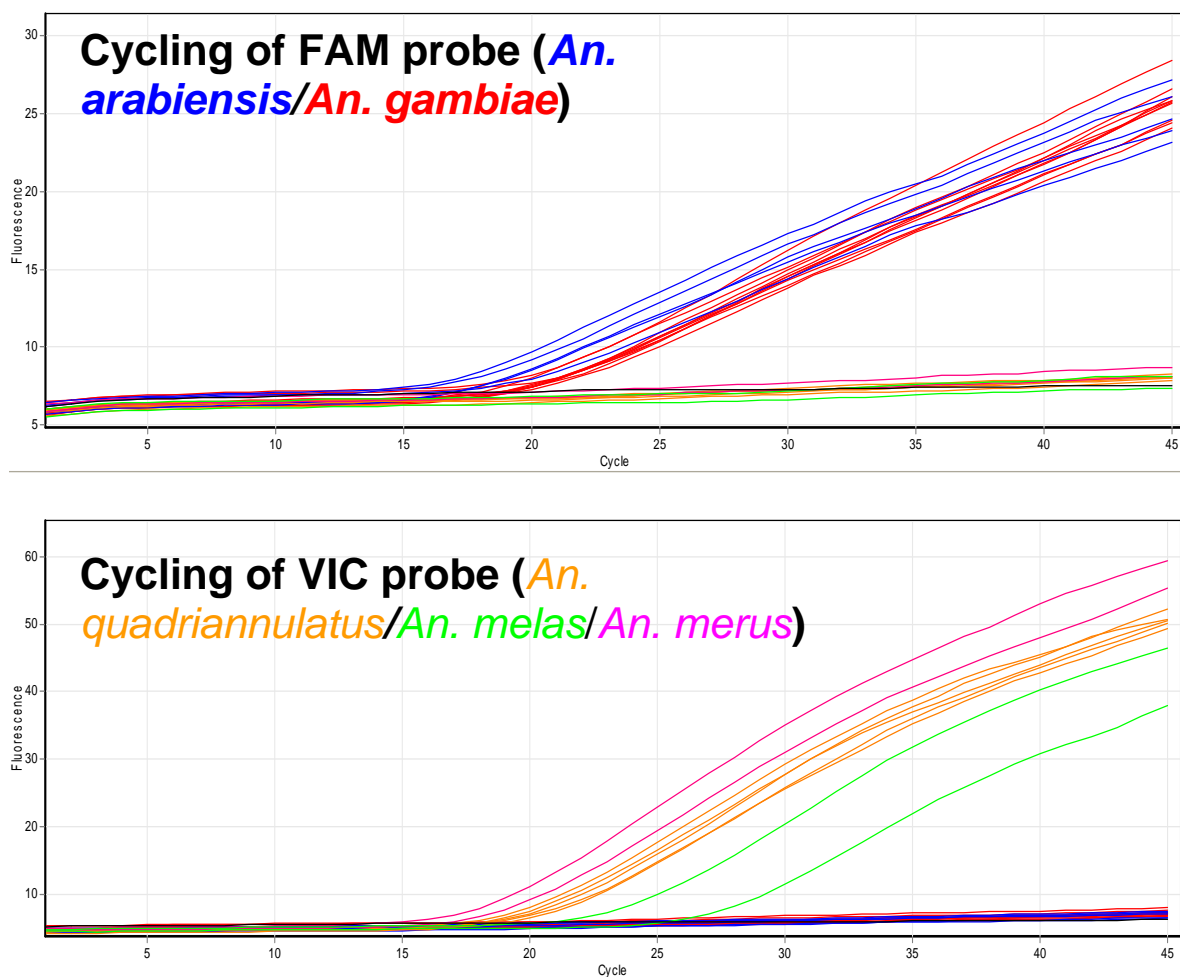 Cycling of FAM probe (An.
arabiensis/An. gambiae)
30
25
20
15
10
5
Fluorescence
5 10 15 20 25 30 35 40 45
Cycle
Cycling of VIC probe (An.
quadriannulatus/An. melas/An. merus)
60
50
40
30
20
10
Fluorescence
5 10 15 20 25 30 35 40 45
Cycle